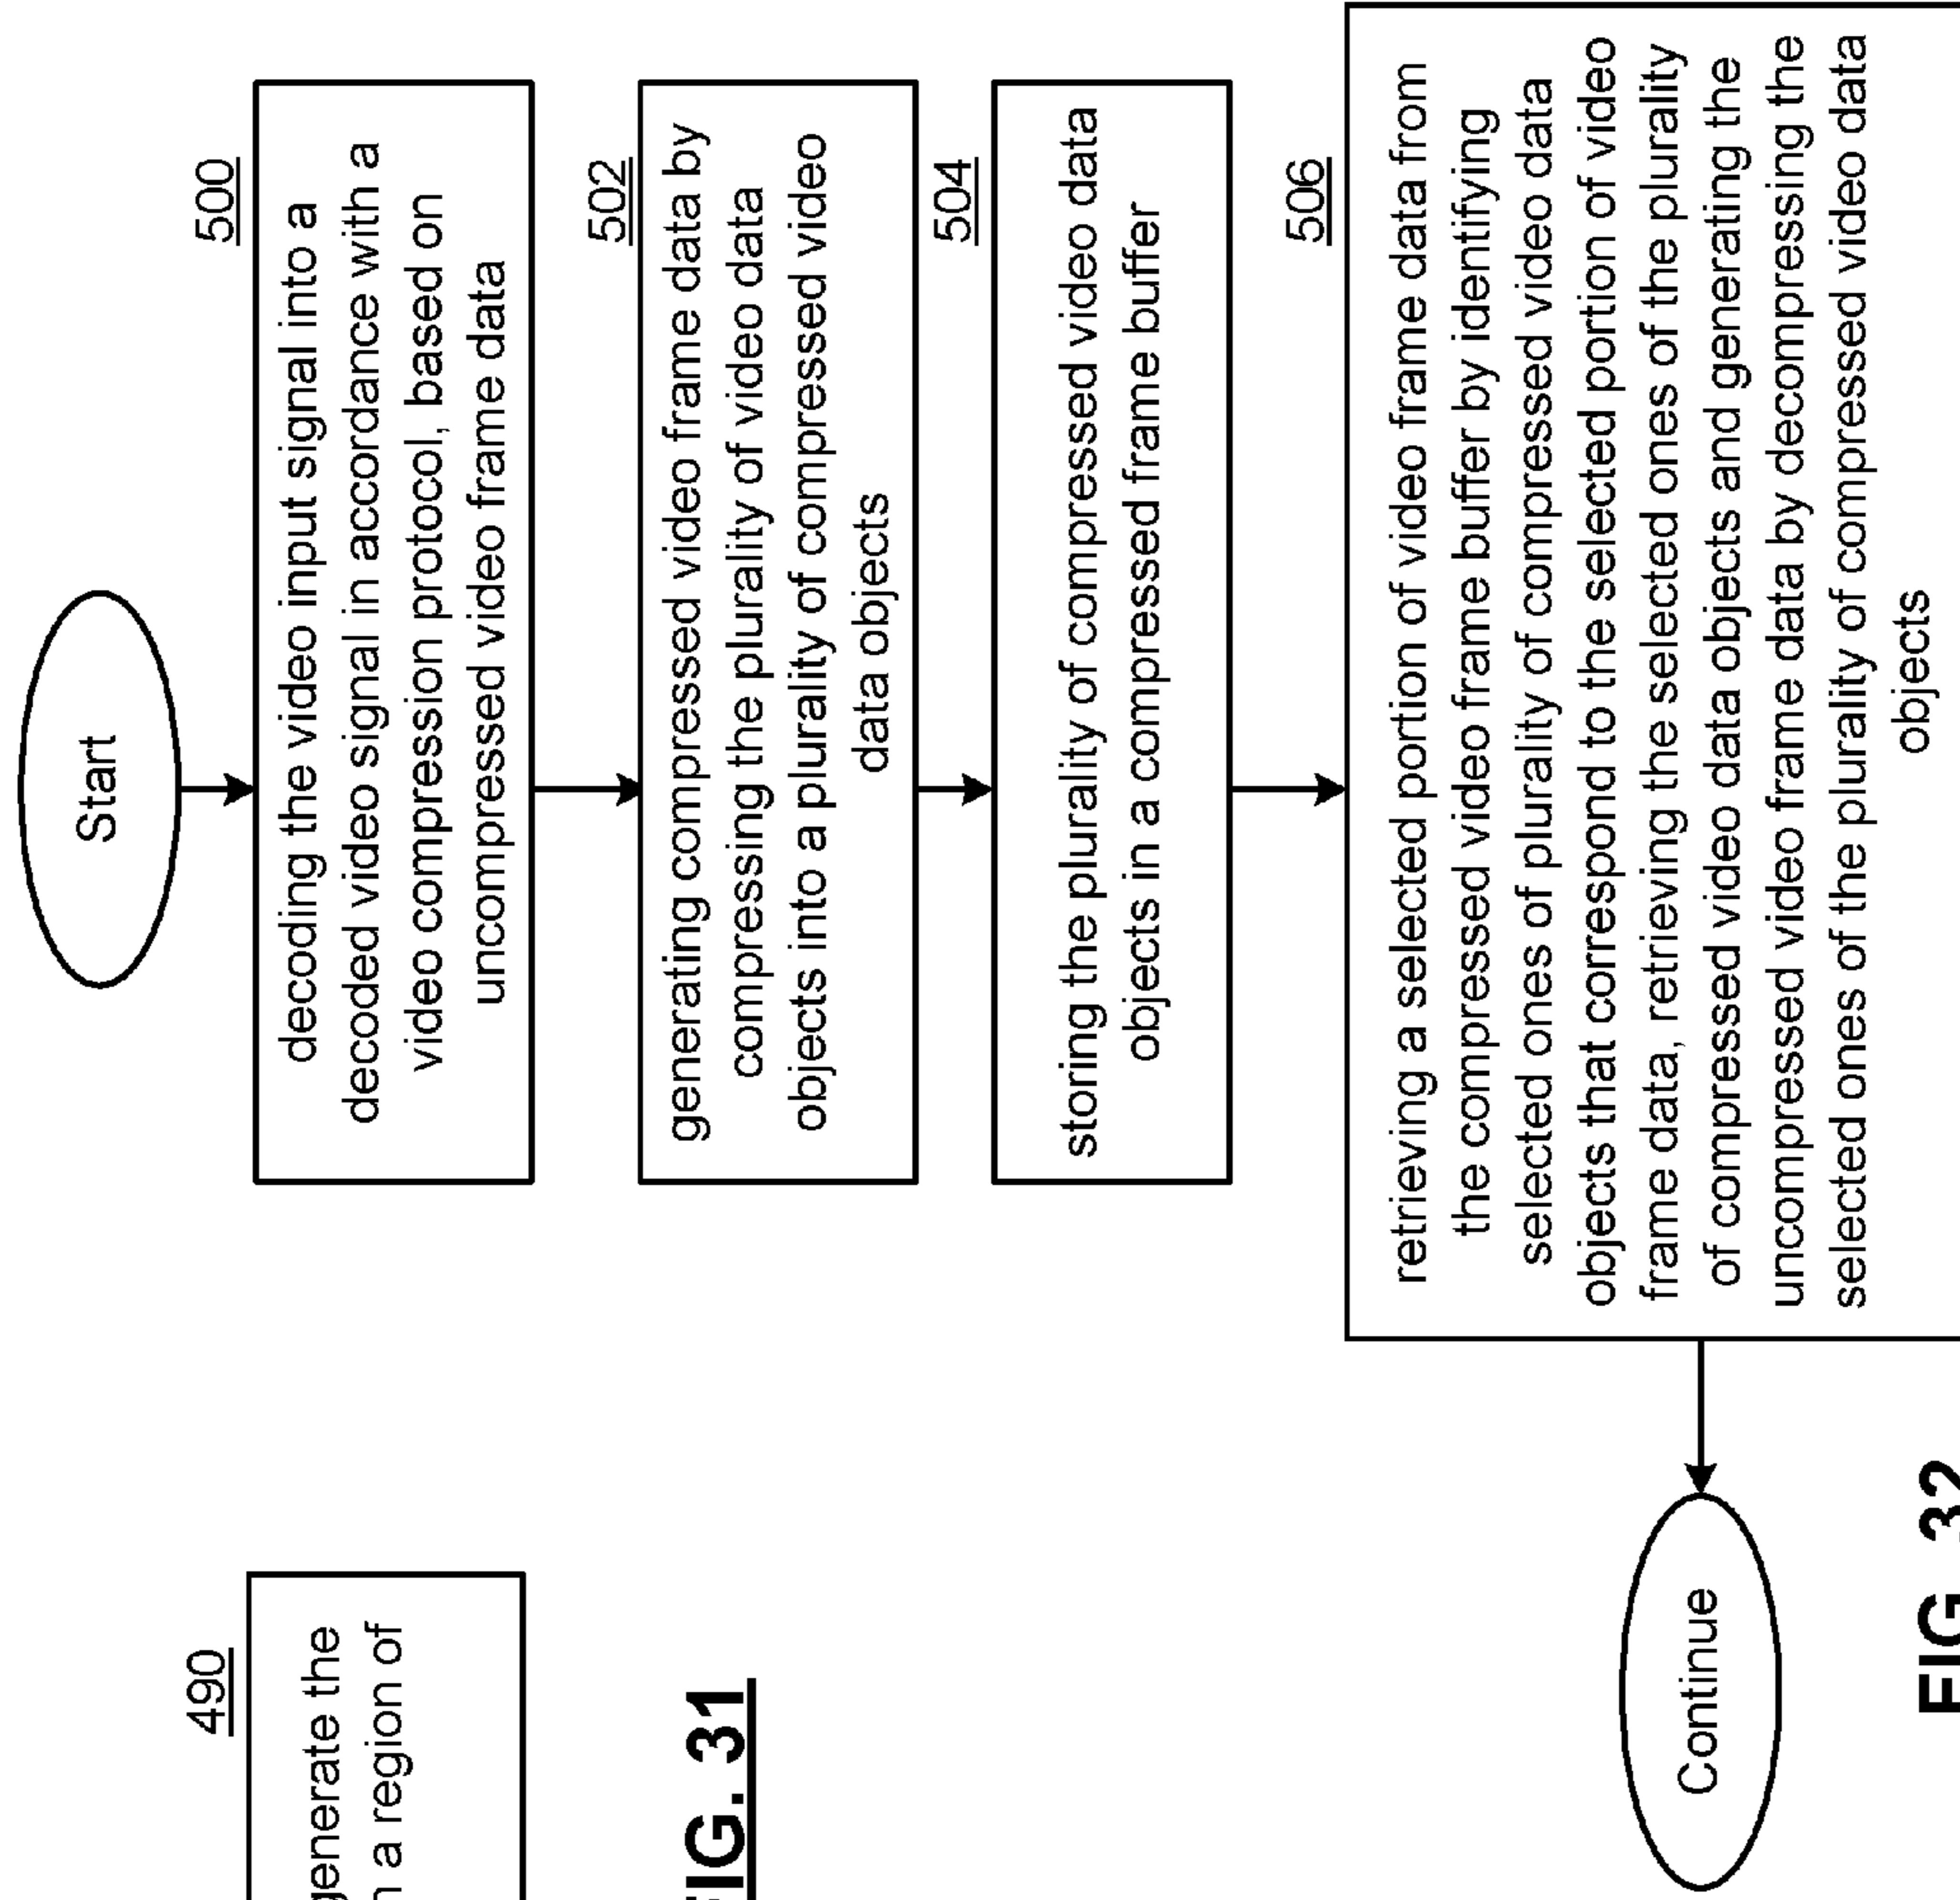 Start
500
decoding the video input signal into a
decoded video signal in accordance with a
video compression protocol, based on
uncompressed video frame data
502
generating compressed video frame data by
compressing the plurality of video data
objects into a plurality of compressed video
data objects
504
storing the plurality of compressed video data
objects in a compressed frame buffer
506
retrieving a selected portion of video frame data from
the compressed video frame buffer by identifying
selected ones of plurality of compressed video data
objects that correspond to the selected portion of video
frame data, retrieving the selected ones of the plurality
of compressed video data objects and generating the
uncompressed video frame data by decompressing the
selected ones of the plurality of compressed video data
objects
Continue
FIG. 32
490
generate the
a region of
FIG. 31